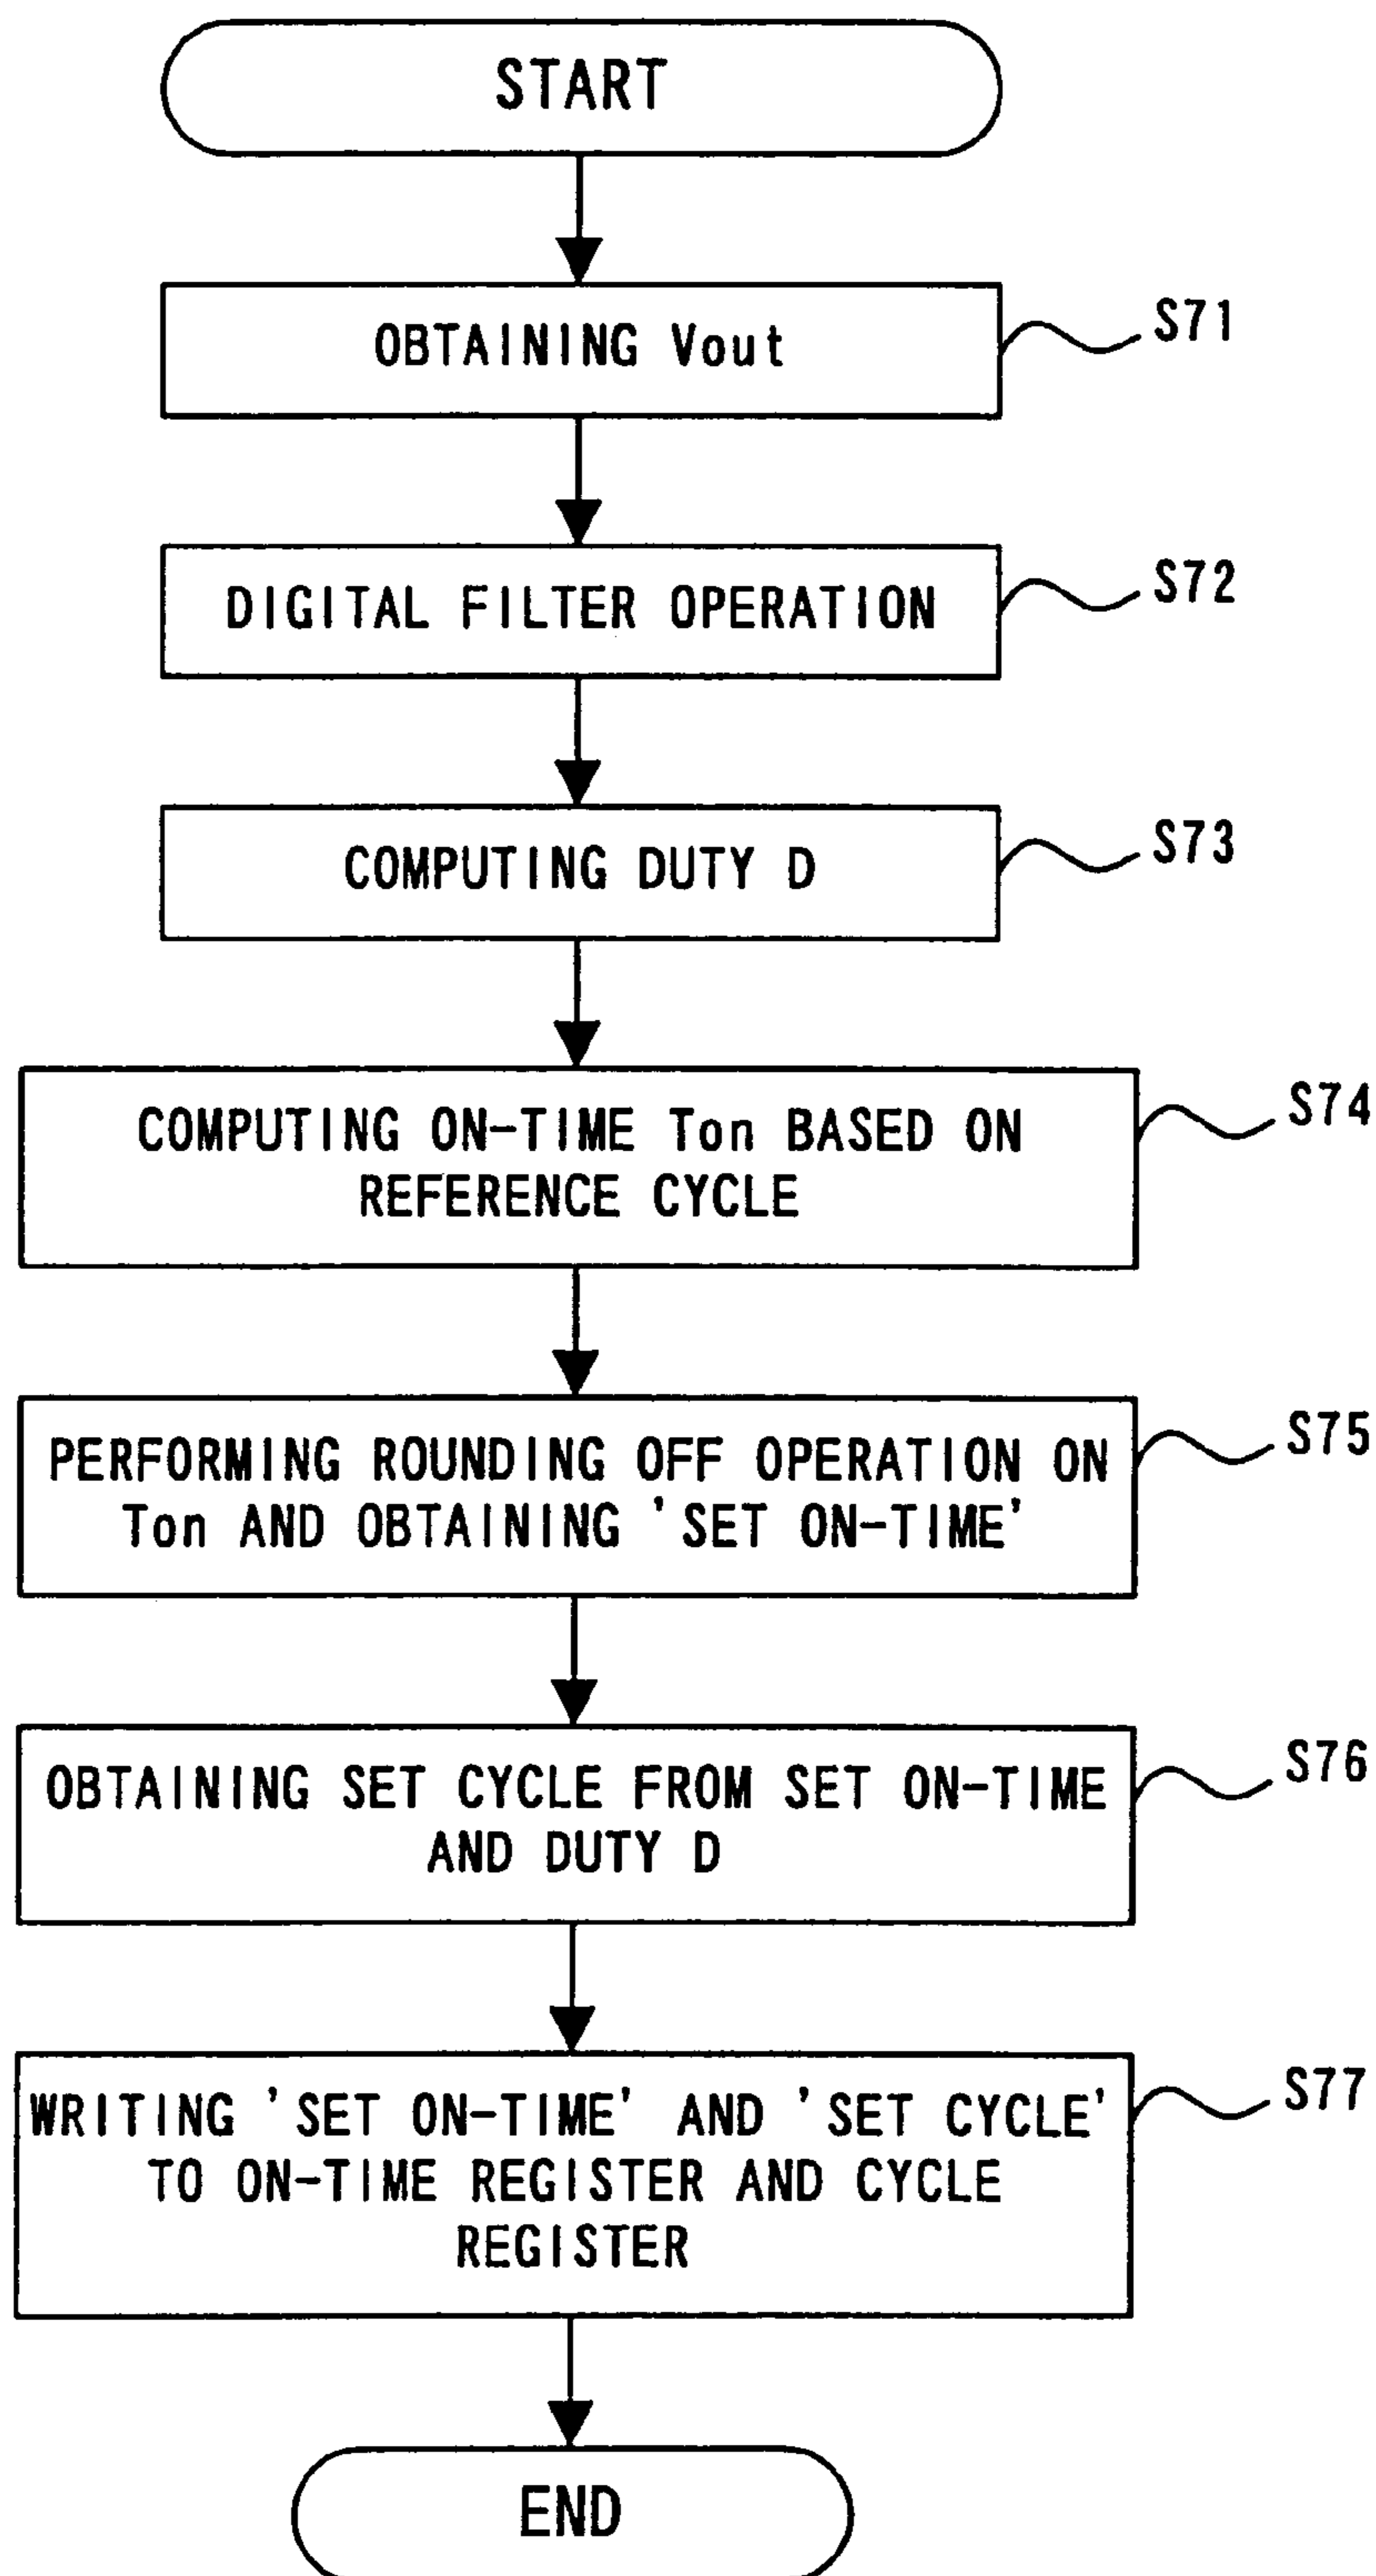 START
OBTAINING Vout
S71
DIGITAL FILTER OPERATION
S72
COMPUTING DUTY D
S73
COMPUTING ON-TIME Ton BASED ON
REFERENCE CYCLE
S74
PERFORMING ROUNDING OFF OPERATION ON
Ton AND OBTAINING 'SET ON-TIME'
S75
OBTAINING SET CYCLE FROM SET ON-TIME
AND DUTY D
S76
WRITING 'SET ON-TIME' AND 'SET CYCLE'
TO ON-TIME REGISTER AND CYCLE
REGISTER
S77
END